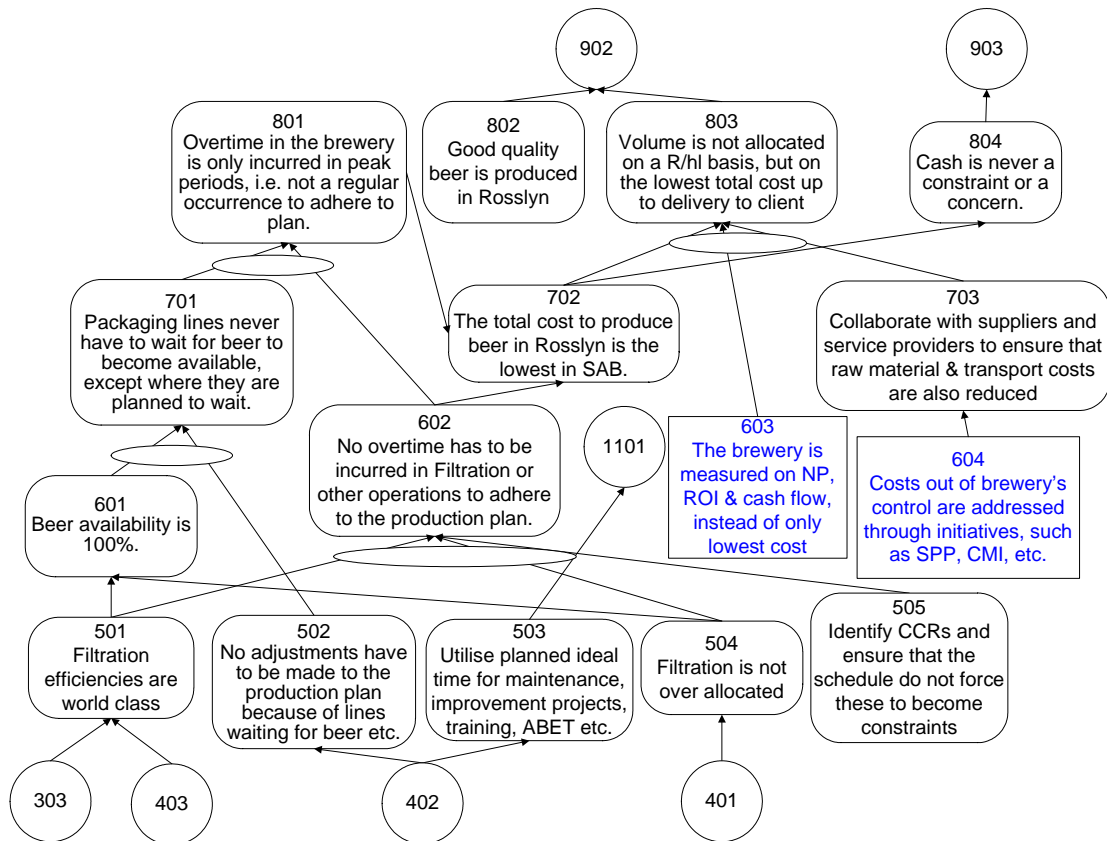 902
903
801
Overtime in the brewery
is only incurred in peak
periods, i.e. not a regular
occurrence to adhere to
plan.
802
Good quality
beer is produced
in Rosslyn
803
Volume is not allocated
on a R/hl basis, but on
the lowest total cost up
to delivery to client
804
Cash is never a
constraint or a
concern.
701
Packaging lines never
have to wait for beer to
become available,
except where they are
planned to wait.
702
The total cost to produce
beer in Rosslyn is the
lowest in SAB.
703
Collaborate with suppliers and
service providers to ensure that
raw material & transport costs
are also reduced
601
Beer availability is
100%.
602
No overtime has to be
incurred in Filtration or
other operations to adhere
to the production plan.
1101
603
The brewery is
measured on NP,
ROI & cash flow,
instead of only
lowest cost
604
Costs out of brewery's
control are addressed
through initiatives, such
as SPP, CMI, etc.
501
Filtration
efficiencies are
world class
502
No adjustments have
to be made to the
production plan
because of lines
waiting for beer etc.
503
Utilise planned ideal
time for maintenance,
improvement projects,
training, ABET etc.
504
Filtration is not
over allocated
505
Identify CCRs and
ensure that the
schedule do not force
these to become
constraints
303
403
402
401